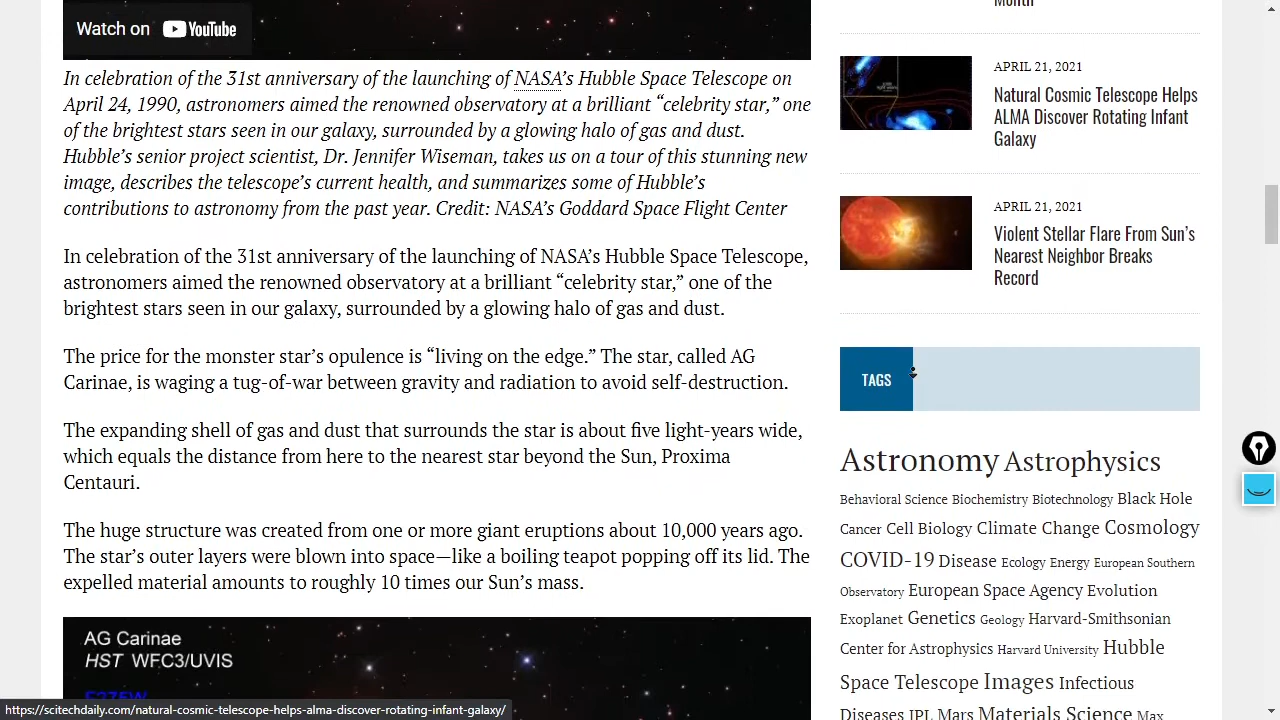 Watch on YouTube
In celebration of the 31st anniversary of the launching of NASA’s Hubble Space Telescope on
April 24, 1990, astronomers aimed the renowned observatory at a brilliant “celebrity star,” one
of the brightest stars seen in our galaxy, surrounded by a glowing halo of gas and dust.
Hubble’s senior project scientist, Dr. Jennifer Wiseman, takes us on a tour of this stunning new
image, describes the telescope’s current health, and summarizes some of Hubble’s
contributions to astronomy from the past year. Credit: NASA’s Goddard Space Flight Center
In celebration of the 31st anniversary of the launching of NASA’s Hubble Space Telescope,
astronomers aimed the renowned observatory at a brilliant “celebrity star,” one of the
brightest stars seen in our galaxy, surrounded by a glowing halo of gas and dust.
The price for the monster star’s opulence is “living on the edge.” The star, called AG
Carinae, is waging a tug-of-war between gravity and radiation to avoid self-destruction.
The expanding shell of gas and dust that surrounds the star is about five light-years wide,
which equals the distance from here to the nearest star beyond the Sun, Proxima
Centauri.
The huge structure was created from one or more giant eruptions about 10,000 years ago.
The star’s outer layers were blown into space—like a boiling teapot popping off its lid. The
expelled material amounts to roughly 10 times our Sun’s mass.
AG Carinae
HST WFC3/UVIS
F275W
https://scitechdaily.com/natural-cosmic-telescope-helps-alma-discover-rotating-infant-galaxy/
Month
APRIL 21, 2021
Natural Cosmic Telescope Helps
ALMA Discover Rotating Infant
Galaxy
APRIL 21, 2021
Violent Stellar Flare From Sun’s
Nearest Neighbor Breaks
Record
TAGS
Astronomy Astrophysics
Behavioral Science Biochemistry Biotechnology Black Hole
Cancer Cell Biology Climate Change Cosmology
COVID-19 Disease Ecology Energy European Southern
Observatory European Space Agency Evolution
Exoplanet Genetics Geology Harvard-Smithsonian
Center for Astrophysics Harvard University Hubble
Space Telescope Images Infectious
Diseases JPL Mars Materials Science Max